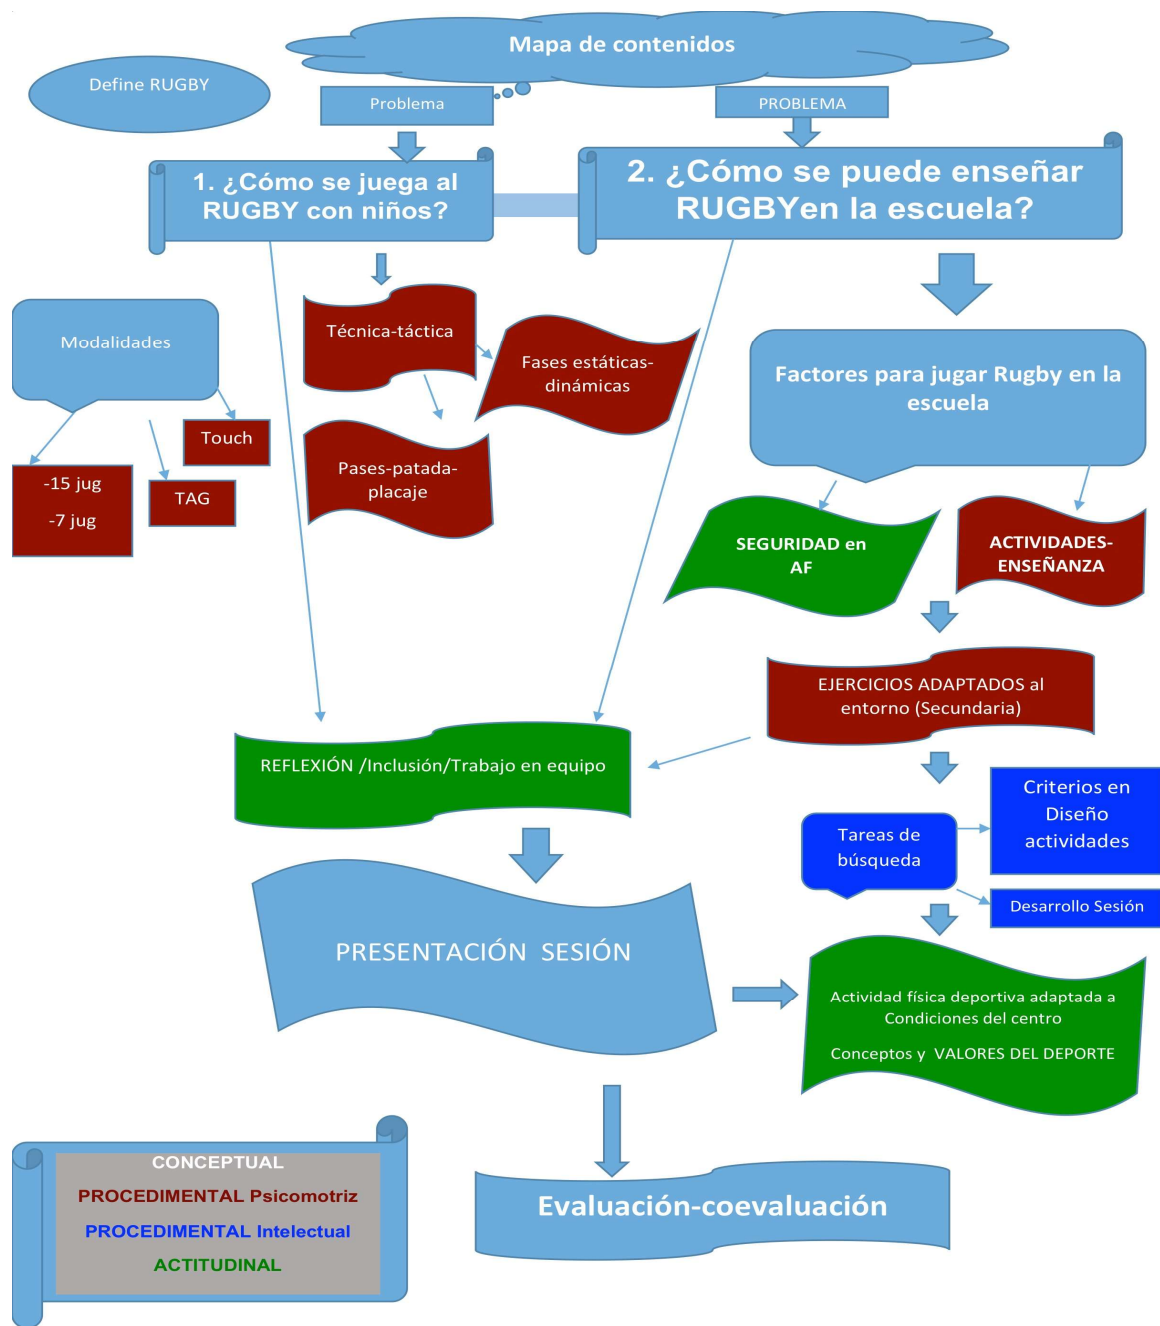 Mapa de contenidos
Define RUGBY
Problema
PROBLEMA
1. ¿Cómo se juega al
RUGBY con niños?
2. ¿Cómo se puede enseñar
RUGBYen la escuela?
Modalidades
Técnica-táctica
Fases estáticas-
dinámicas
Factores para jugar Rugby en la
escuela
Touch
-15 jug
-7 jug
TAG
Pases-patada-
placaje
SEGURIDAD en
AF
ACTIVIDADES-
ENSEÑANZA
EJERCICIOS ADAPTADOS al
entorno (Secundaria)
REFLEXIÓN /Inclusión/Trabajo en equipo
Tareas de
búsqueda
Criterios en
Diseño
actividades
Desarrollo Sesión
PRESENTACIÓN SESIÓN
Actividad física deportiva adaptada a
Condiciones del centro
Conceptos y VALORES DEL DEPORTE
CONCEPTUAL
PROCEDIMENTAL Psicomotriz
PROCEDIMENTAL Intelectual
ACTITUDINAL
Evaluación-coevaluación